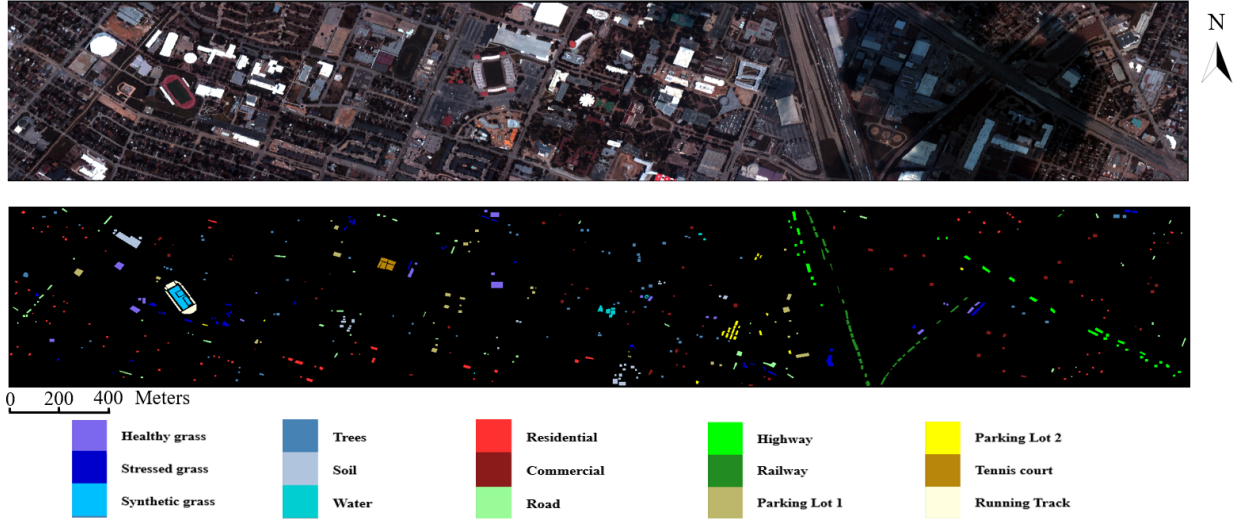 N
0 200 400 Meters
Healthy grass Trees Residential Highway Parking Lot 2
Stressed grass Soil Commercial Railway Tennis court
Synthetic grass Water Road Parking Lot 1 Running Track